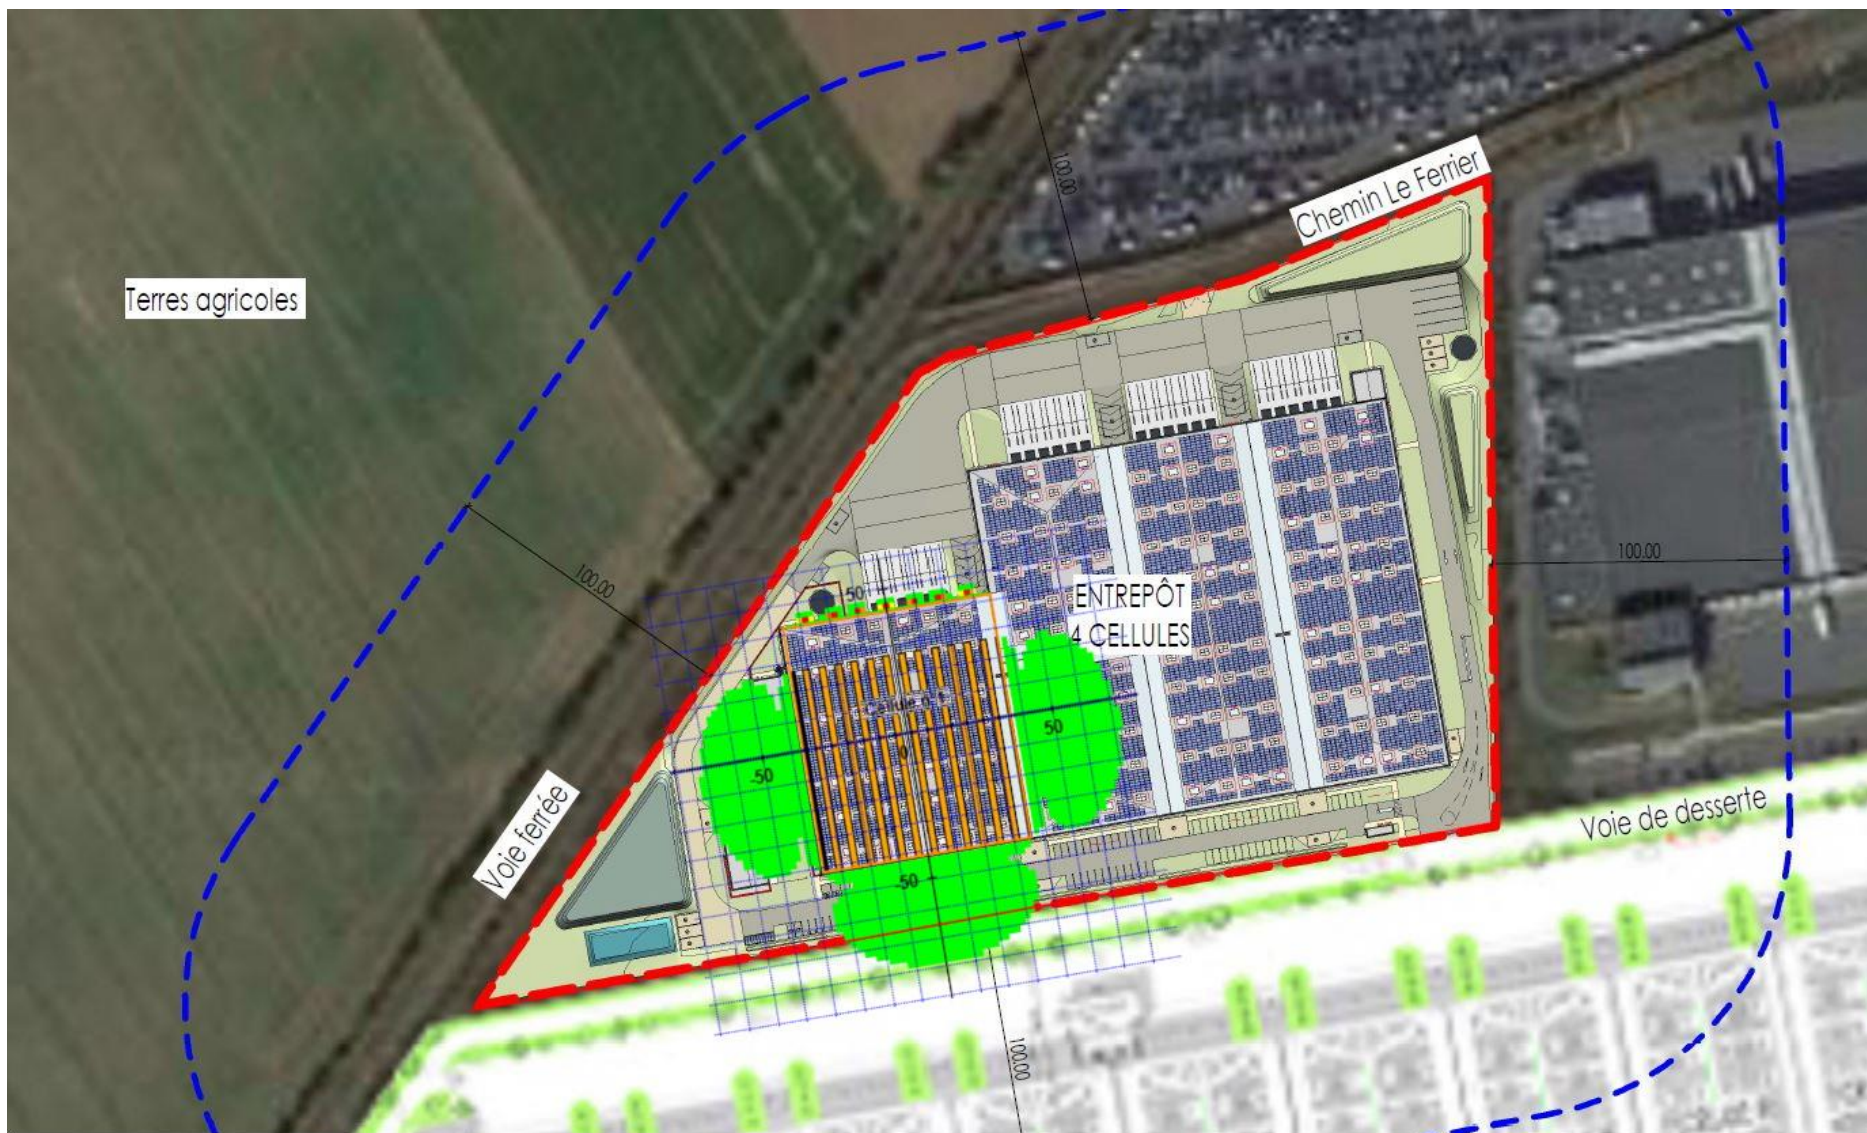 100.00
Chemin Le Ferrier
Terres agricoles
100.00
100.00
50
ENTREPÔT
4 CELLULES
50
0
-50
Voie ferrée
Voie de desserte
-50
100.00